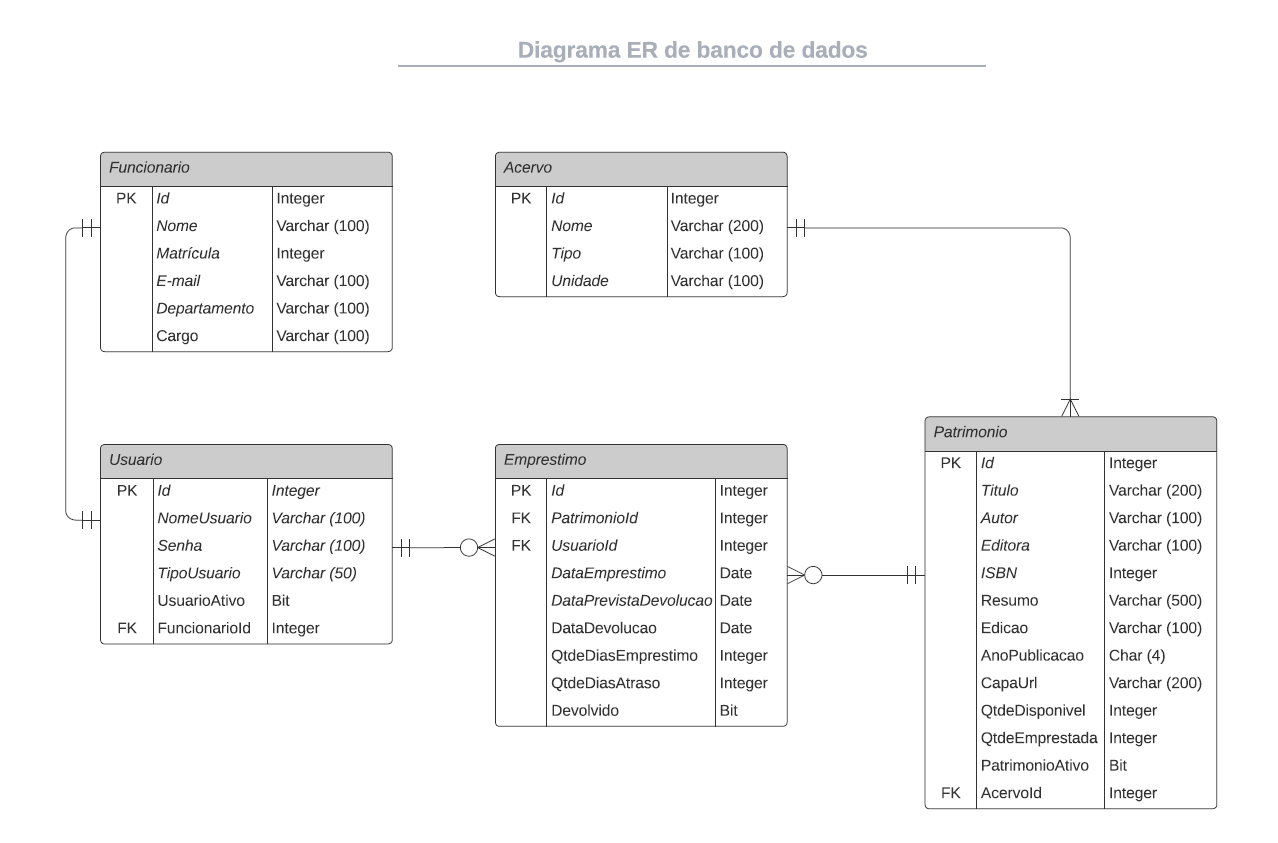 Diagrama ER de banco de dados
Funcionario
PK Id Integer
Nome Varchar (100)
Matrícula Integer
E-mail Varchar (100)
Departamento Varchar (100)
Cargo Varchar (100)
Acervo
PK Id Integer
Nome Varchar (200)
Tipo Varchar (100)
Unidade Varchar (100)
Usuario
PK Id Integer
NomeUsuario Varchar (100)
Senha Varchar (100)
TipoUsuario Varchar (50)
UsuarioAtivo Bit
FK FuncionarioId Integer
Emprestimo
PK Id Integer
FK PatrimonioId Integer
FK UsuarioId Integer
DataEmprestimo Date
DataPrevistaDevolucao Date
DataDevolucao Date
QtdeDiasEmprestimo Integer
QtdeDiasAtraso Integer
Devolvido Bit
Patrimonio
PK Id Integer
Titulo Varchar (200)
Autor Varchar (100)
Editora Varchar (100)
ISBN Integer
Resumo Varchar (500)
Edicao Varchar (100)
AnoPublicacao Char (4)
CapaUrl Varchar (200)
QtdeDisponivel Integer
QtdeEmprestada Integer
PatrimonioAtivo Bit
FK AcervoId Integer